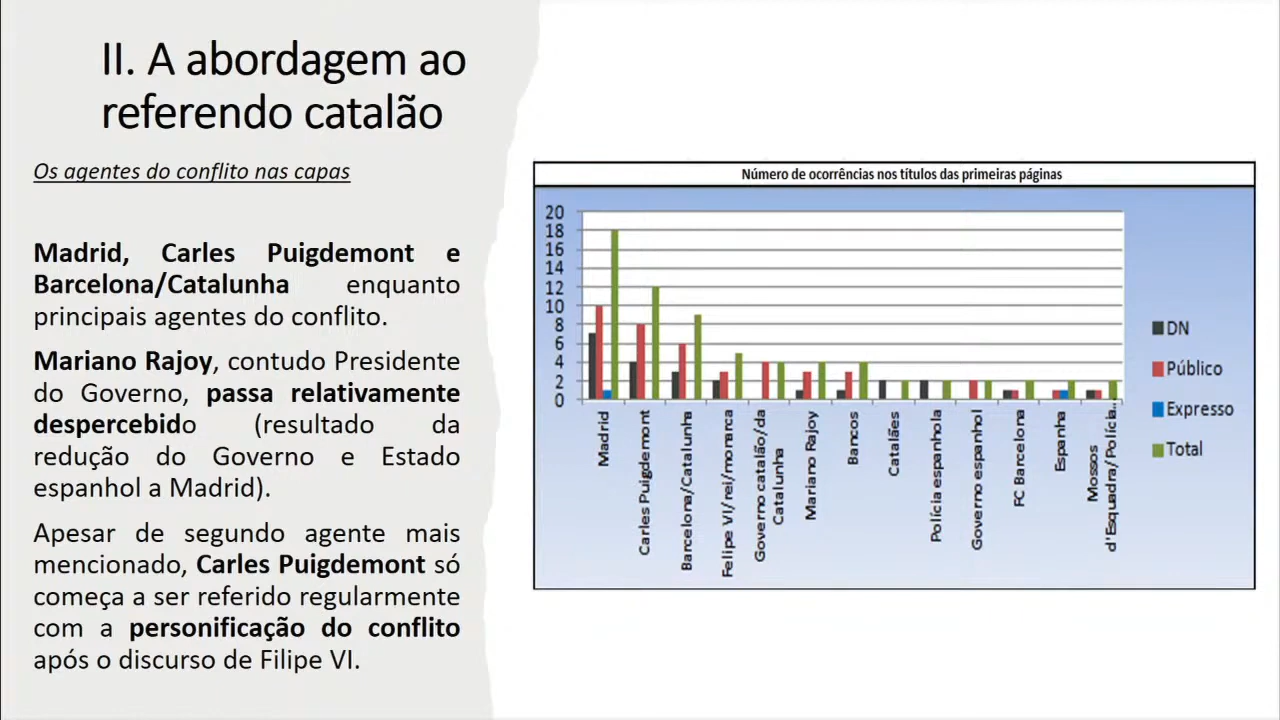 II. A abordagem ao
referendo catalão
Os agentes do conflito nas capas
Madrid, Carles Puigdemont e
Barcelona/Catalunha enquanto
principais agentes do conflito.
Mariano Rajoy, contudo Presidente
do Governo, passa relativamente
despercebido (resultado da
redução do Governo e Estado
espanhol a Madrid).
Apesar de segundo agente mais
mencionado, Carles Puigdemont só
começa a ser referido regularmente
com a personificação do conflito
após o discurso de Filipe VI.
Número de ocorrências nos títulos das primeiras páginas
20
18
16
14
12
10
8
6
4
2
0
Madrid
Carles Puigdemont
Barcelona/Catalunha
Felipe VI/rei/monarca
Governo catalão/da
Catalunha
Mariano Rajoy
Bancos
Catalães
Polícia espanhola
Governo espanhol
FC Barcelona
Espanha
Mossos
d'Esquadra/Polícia...
DN
Público
Expresso
Total